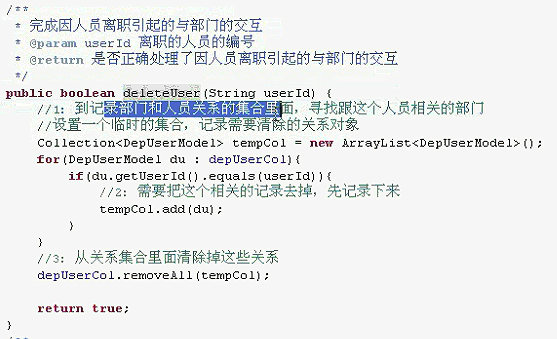 /**
 * 完成因人员离职引起的与部门的交互
 * @param userId 离职的人员的编号
 * @return 是否正确处理了因人员离职引起的与部门的交互
 */
public boolean deleteUser(String userId) {
    //1: 到记录部门和人员关系的集合里面，寻找跟这个人员相关的部门
    //设置一个临时的集合，记录需要清除的关系对象
    Collection<DepUserModel> tempCol = new ArrayList<DepUserModel>();
    for(DepUserModel du : depUserCol){
        if(du.getUserId().equals(userId)){
            //2: 需要把这个相关的记录去掉，先记录下来
            tempCol.add(du);
        }
    }
    //3: 从关系集合里面清除掉这些关系
    depUserCol.removeAll(tempCol);

    return true;
}
/**